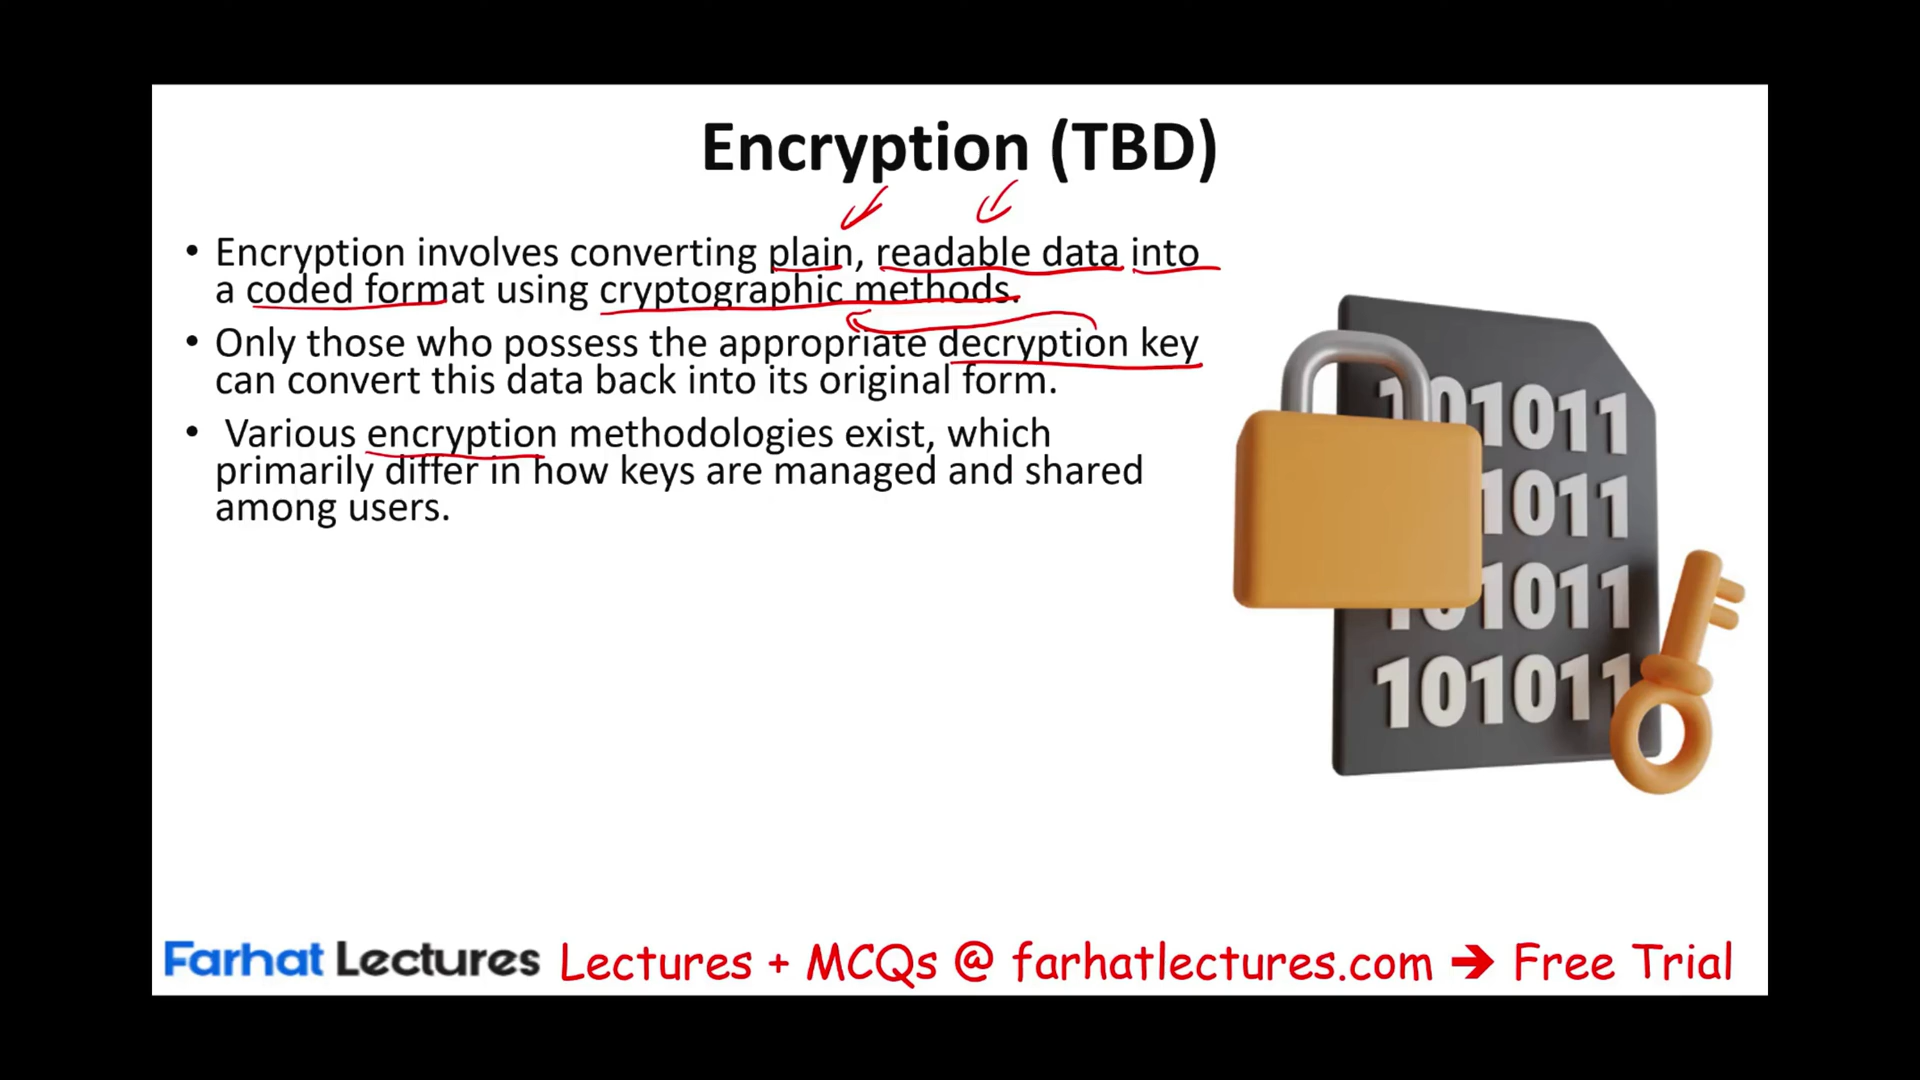 Encryption (TBD)
• Encryption involves converting plain, readable data into
a coded format using cryptographic methods.
• Only those who possess the appropriate decryption key
can convert this data back into its original form.
• Various encryption methodologies exist, which
primarily differ in how keys are managed and shared
among users.
101011
1011
101011
101011
Farhat Lectures Lectures + MCQs @ farhatlectures.com → Free Trial